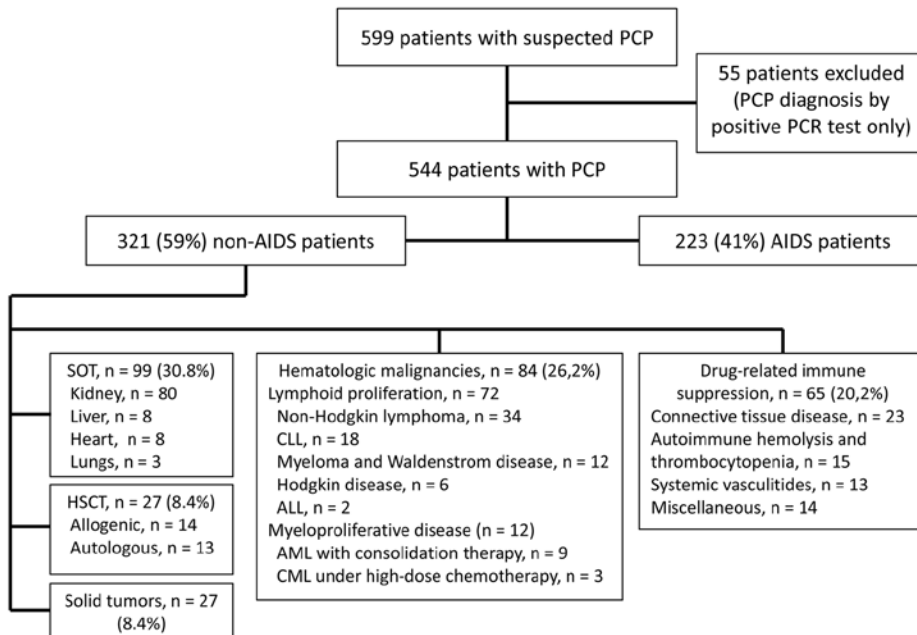 599 patients with suspected PCP
55 patients excluded
(PCP diagnosis by
positive PCR test only)
544 patients with PCP
321 (59%) non-AIDS patients
223 (41%) AIDS patients
SOT, n = 99 (30.8%)
Kidney, n = 80
Liver, n = 8
Heart, n = 8
Lungs, n = 3
HSCT, n = 27 (8.4%)
Allogenic, n = 14
Autologous, n = 13
Solid tumors, n = 27
(8.4%)
Hematologic malignancies, n = 84 (26,2%)
Lymphoid proliferation, n = 72
Non-Hodgkin lymphoma, n = 34
CLL, n = 18
Myeloma and Waldenstrom disease, n = 12
Hodgkin disease, n = 6
ALL, n = 2
Myeloproliferative disease (n = 12)
AML with consolidation therapy, n = 9
CML under high-dose chemotherapy, n = 3
Drug-related immune
suppression, n = 65 (20,2%)
Connective tissue disease, n = 23
Autoimmune hemolysis and
thrombocytopenia, n = 15
Systemic vasculitides, n = 13
Miscellaneous, n = 14